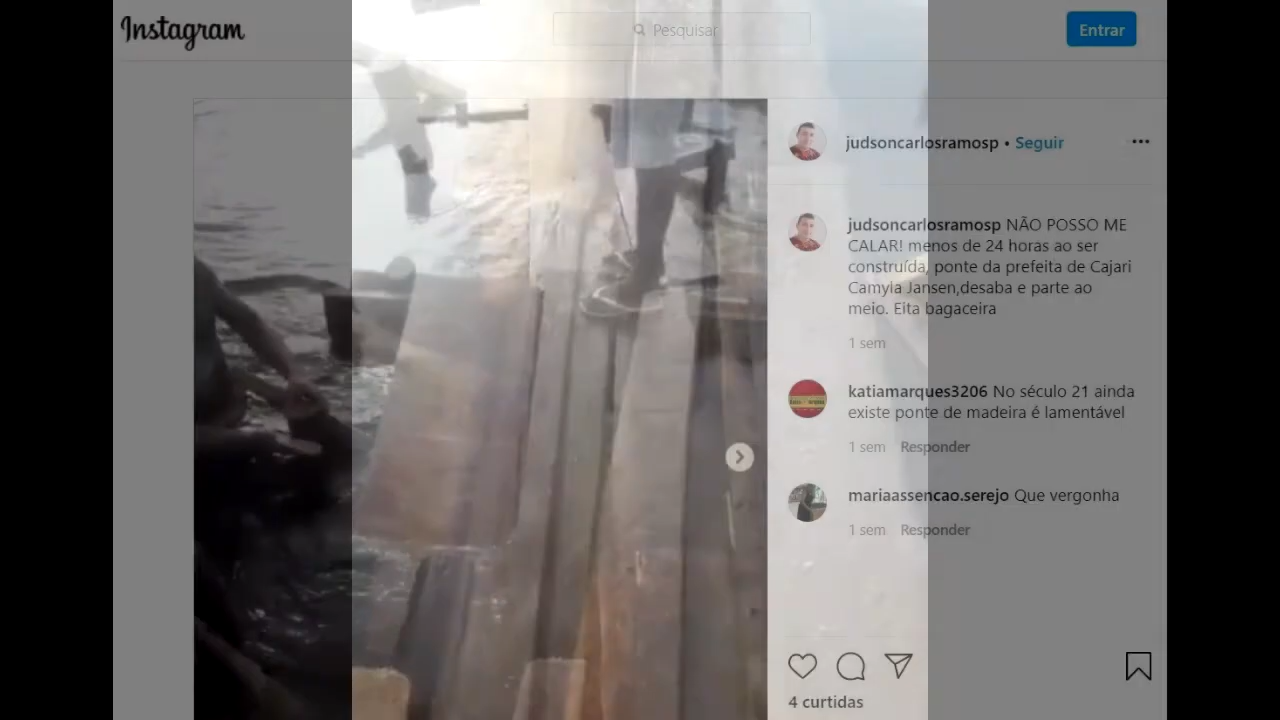 Instagram
Pesquisar
Entrar
judsoncarlosramosp • Seguir
judsoncarlosramosp NÃO POSSO ME
CALAR! menos de 24 horas ao ser
construída, ponte da prefeita de Cajari
Camyla Jansen,desaba e parte ao
meio. Eita bagaceira
1 sem
katiamarques3206 No século 21 ainda
existe ponte de madeira é lamentável
1 sem Responder
mariaassencao.serejo Que vergonha
1 sem Responder
4 curtidas